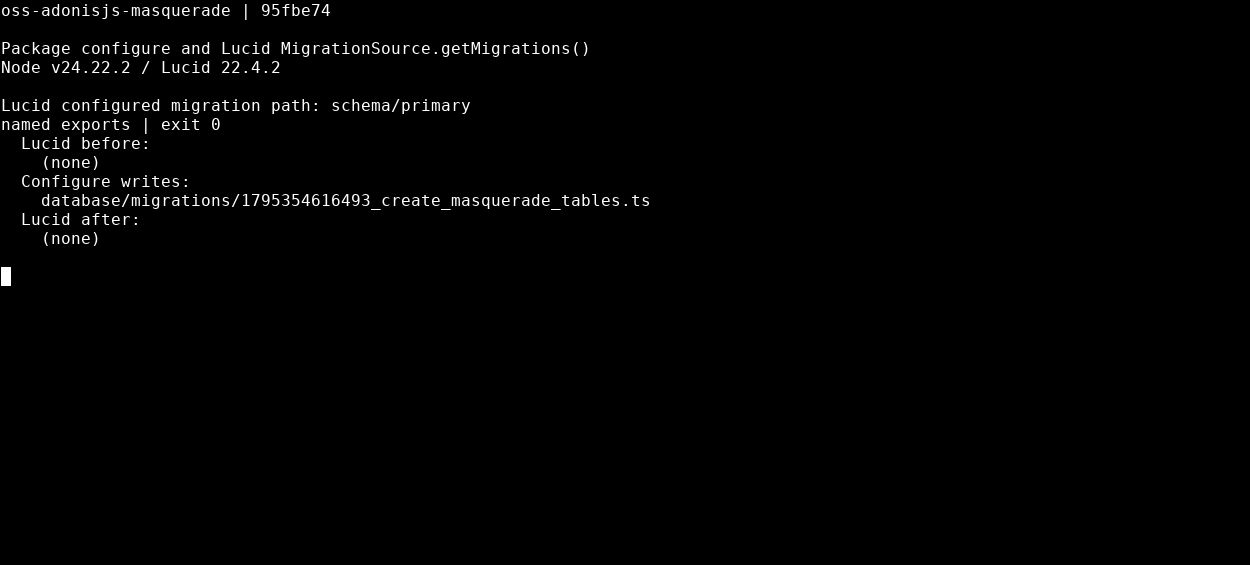 oss-adonisjs-masquerade | 95fbe74
Package configure and Lucid MigrationSource.getMigrations()
Node v24.22.2 / Lucid 22.4.2
Lucid configured migration path: schema/primary
named exports | exit 0
Lucid before:
(none)
Configure writes:
database/migrations/1795354616493_create_masquerade_tables.ts
Lucid after:
(none)